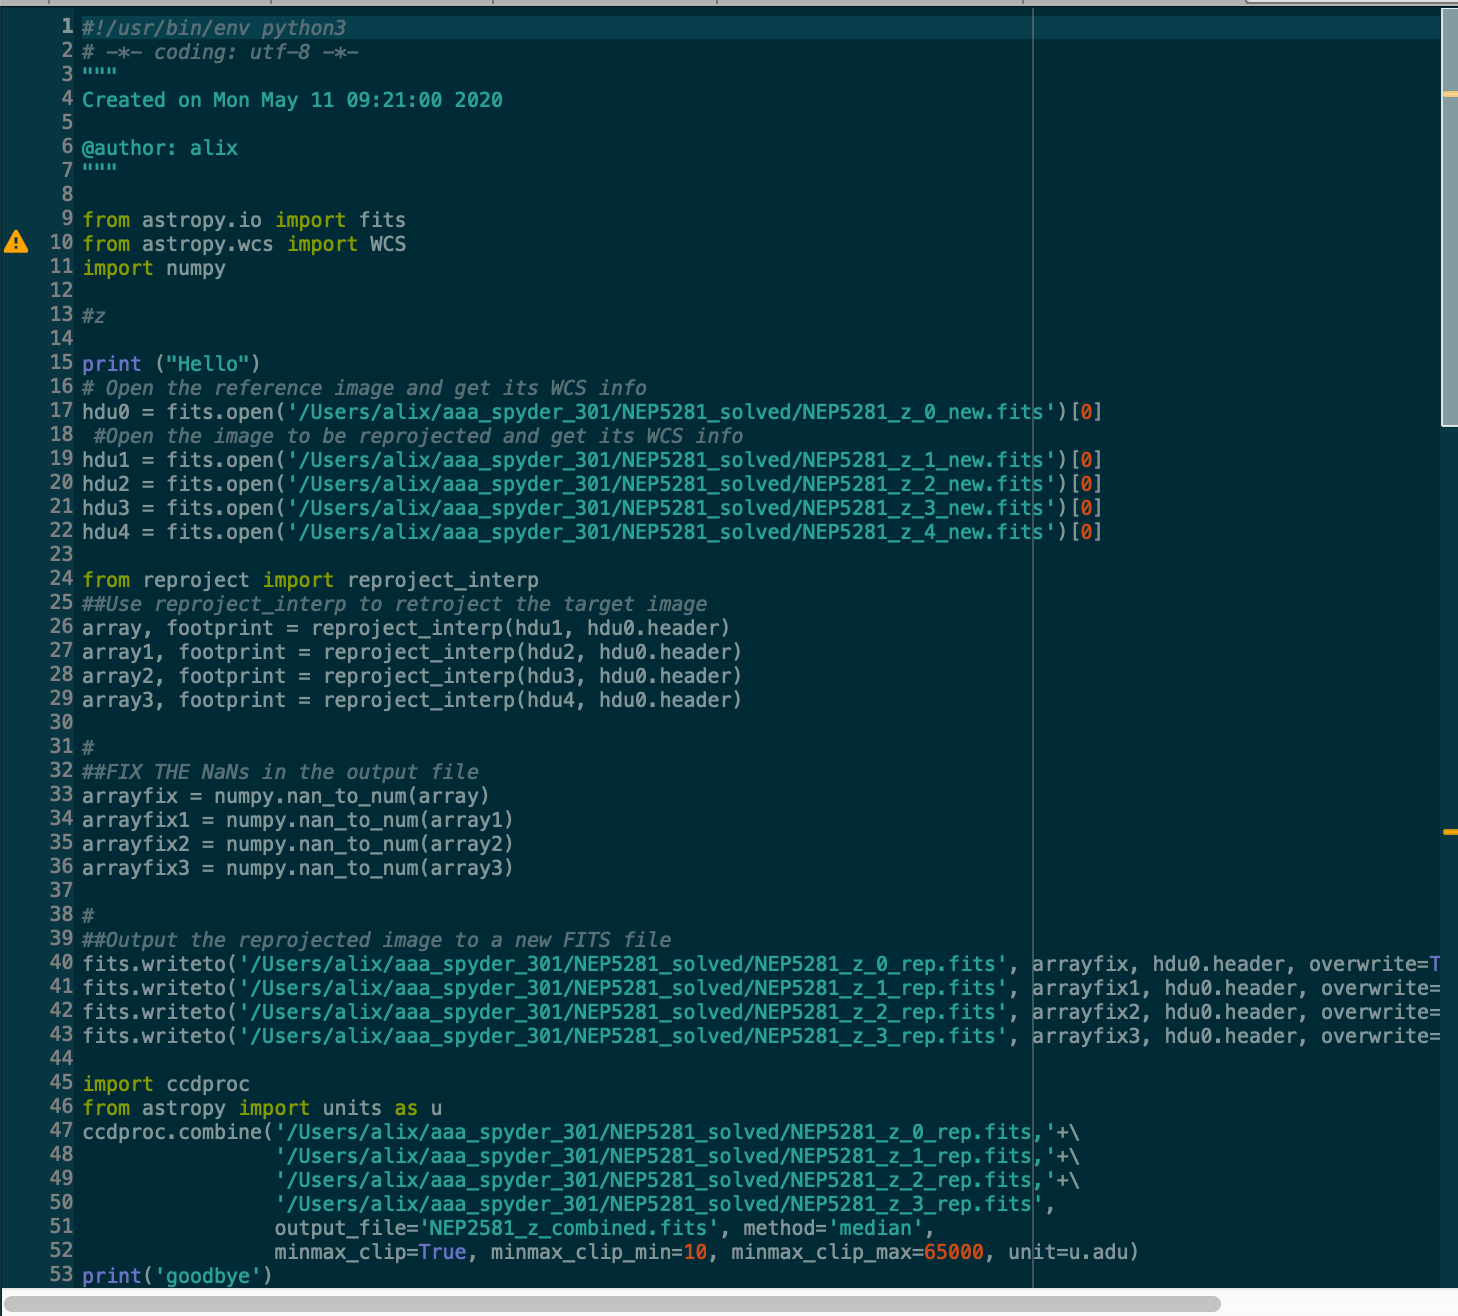 1 #!/usr/bin/env python3
2 # -*- coding: utf-8 -*-
3 """
4 Created on Mon May 11 09:21:00 2020
5
6 @author: alix
7 """
8
9 from astropy.io import fits
10 from astropy.wcs import WCS
11 import numpy
12
13 #z
14
15 print ("Hello")
16 # Open the reference image and get its WCS info
17 hdu0 = fits.open('/Users/alix/aaa_spyder_301/NEP5281_solved/NEP5281_z_0_new.fits')[0]
18  #Open the image to be reprojected and get its WCS info
19 hdu1 = fits.open('/Users/alix/aaa_spyder_301/NEP5281_solved/NEP5281_z_1_new.fits')[0]
20 hdu2 = fits.open('/Users/alix/aaa_spyder_301/NEP5281_solved/NEP5281_z_2_new.fits')[0]
21 hdu3 = fits.open('/Users/alix/aaa_spyder_301/NEP5281_solved/NEP5281_z_3_new.fits')[0]
22 hdu4 = fits.open('/Users/alix/aaa_spyder_301/NEP5281_solved/NEP5281_z_4_new.fits')[0]
23
24 from reproject import reproject_interp
25 ##Use reproject_interp to retroject the target image
26 array, footprint = reproject_interp(hdu1, hdu0.header)
27 array1, footprint = reproject_interp(hdu2, hdu0.header)
28 array2, footprint = reproject_interp(hdu3, hdu0.header)
29 array3, footprint = reproject_interp(hdu4, hdu0.header)
30
31 #
32 ##FIX THE NaNs in the output file
33 arrayfix = numpy.nan_to_num(array)
34 arrayfix1 = numpy.nan_to_num(array1)
35 arrayfix2 = numpy.nan_to_num(array2)
36 arrayfix3 = numpy.nan_to_num(array3)
37
38 #
39 ##Output the reprojected image to a new FITS file
40 fits.writeto('/Users/alix/aaa_spyder_301/NEP5281_solved/NEP5281_z_0_rep.fits', arrayfix, hdu0.header, overwrite=T
41 fits.writeto('/Users/alix/aaa_spyder_301/NEP5281_solved/NEP5281_z_1_rep.fits', arrayfix1, hdu0.header, overwrite=
42 fits.writeto('/Users/alix/aaa_spyder_301/NEP5281_solved/NEP5281_z_2_rep.fits', arrayfix2, hdu0.header, overwrite=
43 fits.writeto('/Users/alix/aaa_spyder_301/NEP5281_solved/NEP5281_z_3_rep.fits', arrayfix3, hdu0.header, overwrite=
44
45 import ccdproc
46 from astropy import units as u
47 ccdproc.combine('/Users/alix/aaa_spyder_301/NEP5281_solved/NEP5281_z_0_rep.fits,'+\
48                 '/Users/alix/aaa_spyder_301/NEP5281_solved/NEP5281_z_1_rep.fits,'+\
49                 '/Users/alix/aaa_spyder_301/NEP5281_solved/NEP5281_z_2_rep.fits,'+\
50                 '/Users/alix/aaa_spyder_301/NEP5281_solved/NEP5281_z_3_rep.fits',
51                 output_file='NEP2581_z_combined.fits', method='median',
52                 minmax_clip=True, minmax_clip_min=10, minmax_clip_max=65000, unit=u.adu)
53 print('goodbye')